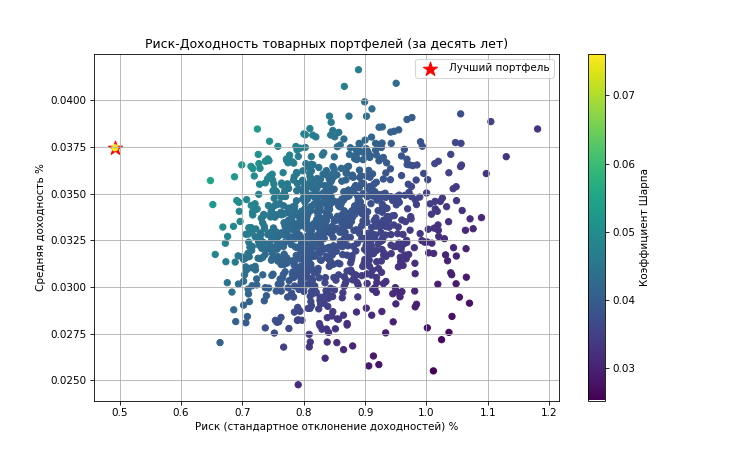 Риск-Доходность товарных портфелей (за десять лет)
Лучший портфель
Средняя доходность %
0.0400
0.0375
0.0350
0.0325
0.0300
0.0275
0.0250
0.5 0.6 0.7 0.8 0.9 1.0 1.1 1.2
Риск (стандартное отклонение доходностей) %
0.07
0.06
0.05
0.04
0.03
Коэффициент Шарпа